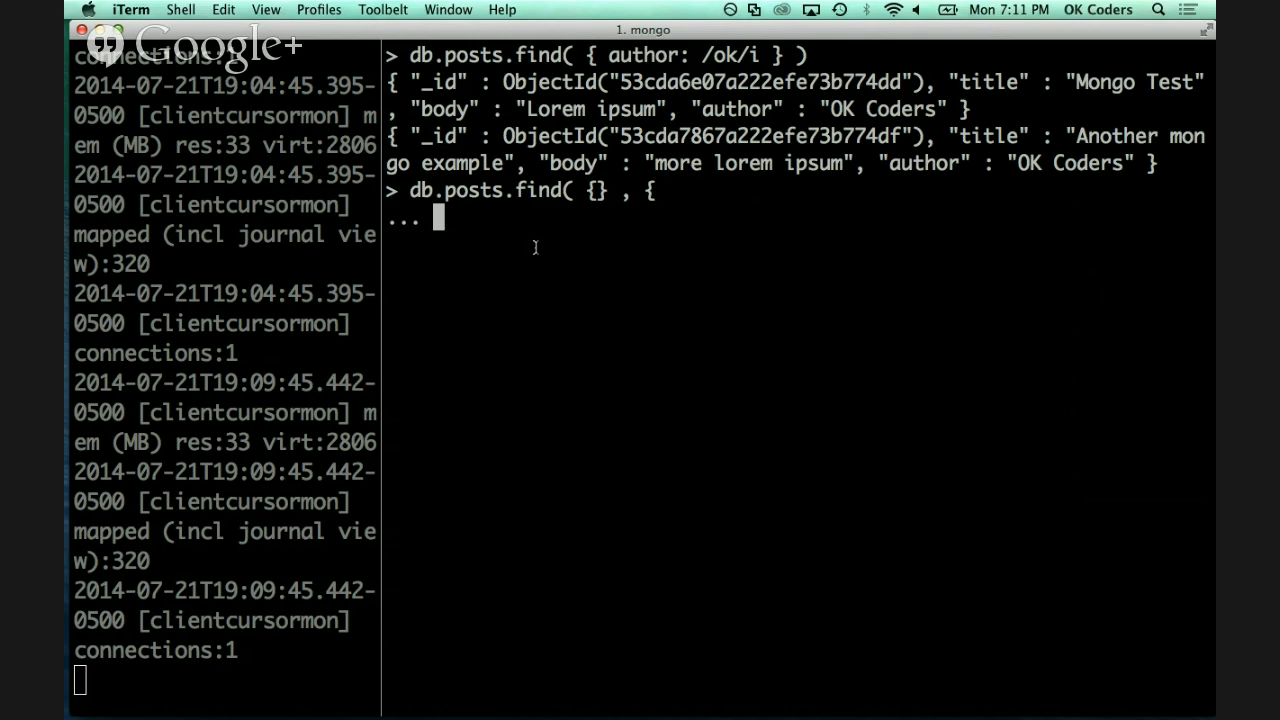 iTerm Shell Edit View Profiles Toolbelt Window Help Mon 7:11 PM OK Coders
1. mongo
Google+
connections:1
2014-07-21T19:04:45.395-
0500 [clientcursormon] m
em (MB) res:33 virt:2806
2014-07-21T19:04:45.395-
0500 [clientcursormon]
mapped (incl journal vie
w):320
2014-07-21T19:04:45.395-
0500 [clientcursormon]
connections:1
2014-07-21T19:09:45.442-
0500 [clientcursormon] m
em (MB) res:33 virt:2806
2014-07-21T19:09:45.442-
0500 [clientcursormon]
mapped (incl journal vie
w):320
2014-07-21T19:09:45.442-
0500 [clientcursormon]
connections:1
> db.posts.find( { author: /ok/i } )
{ "_id" : ObjectId("53cda6e07a222efe73b774dd"), "title" : "Mongo Test"
, "body" : "Lorem ipsum", "author" : "OK Coders" }
{ "_id" : ObjectId("53cda7867a222efe73b774df"), "title" : "Another mon
go example", "body" : "more lorem ipsum", "author" : "OK Coders" }
> db.posts.find( {} , {
...